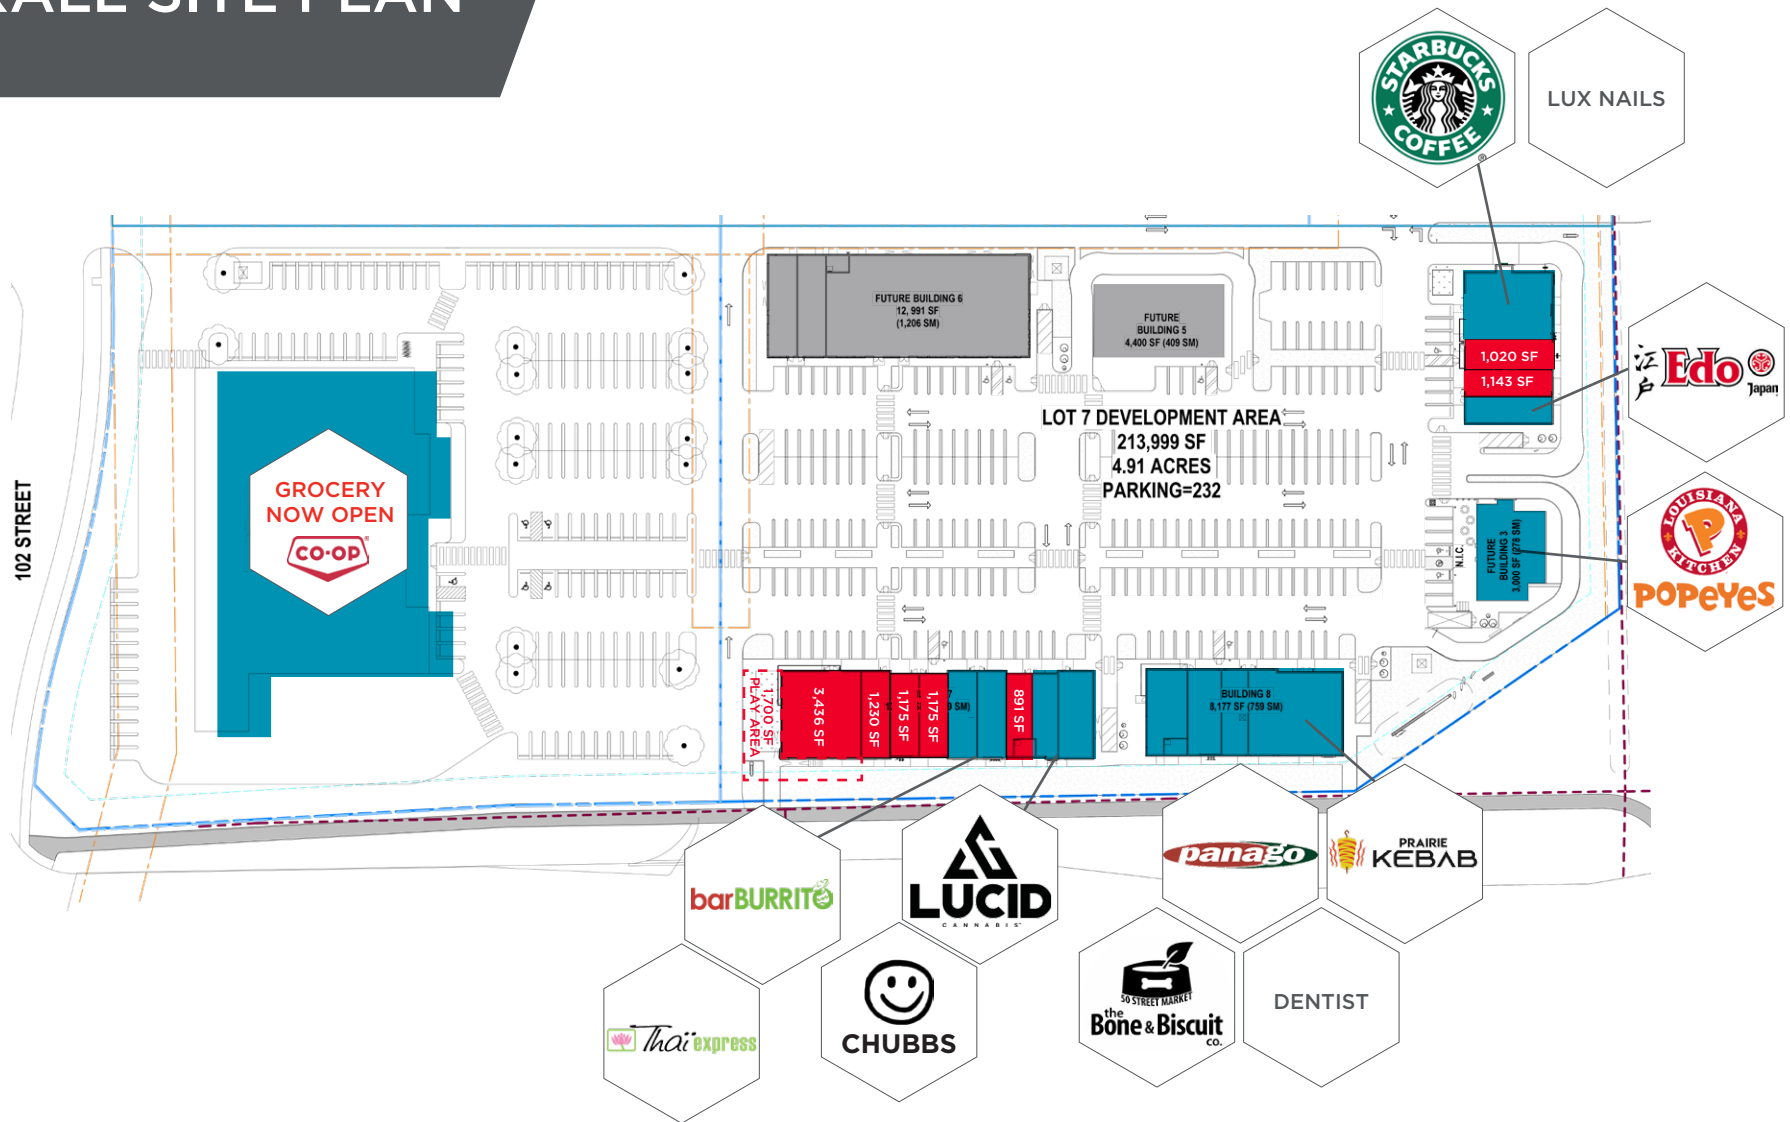 SITE PLAN
STARBUCKS
COFFEE
®
LUX NAILS
FUTURE BUILDING 6
12, 991 SF
(1,206 SM)
FUTURE
BUILDING 5
4,400 SF (409 SM)
1,020 SF
1,143 SF
江戸
Edo
Japan
LOT 7 DEVELOPMENT AREA
213,999 SF
4.91 ACRES
PARKING=232
102 STREET
GROCERY
NOW OPEN
CO·OP
N.I.C.
FUTURE
BUILDING 3
3,000 SF (278 SM)
LOUISIANA
KITCHEN
POPEYES
1,700 SF
PLAY AREA
3,436 SF
1,230 SF
1,175 SF
1,175 SF
891 SF
BUILDING 8
8,177 SF (759 SM)
barBURRITO
LUCID
CANNABIS
panago
PRAIRIE
KEBAB
Thaï express
CHUBBS
50 STREET MARKET
the
Bone & Biscuit
co.
DENTIST